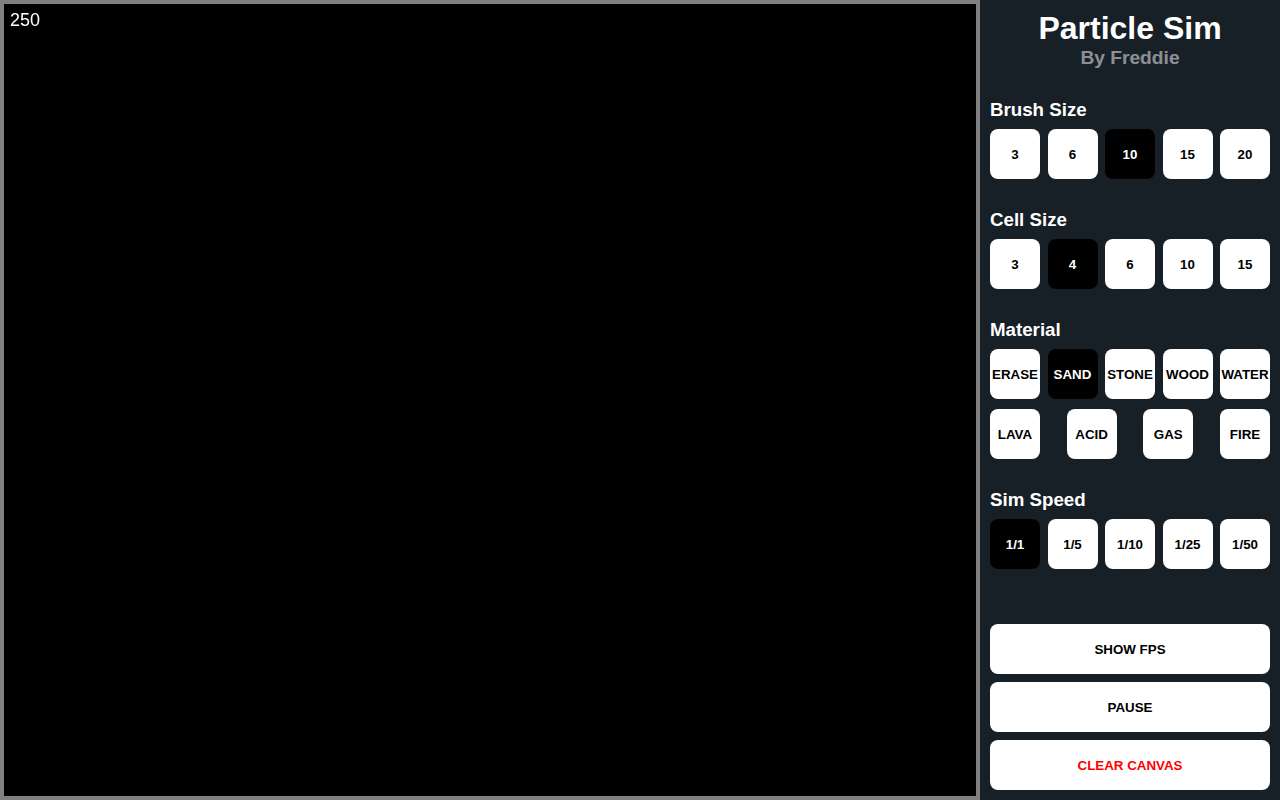 250
Particle Sim
By Freddie
Brush Size
3 6 10 15 20
Cell Size
3 4 6 10 15
Material
ERASE SAND STONE WOOD WATER
LAVA ACID GAS FIRE
Sim Speed
1/1 1/5 1/10 1/25 1/50
SHOW FPS
PAUSE
CLEAR CANVAS